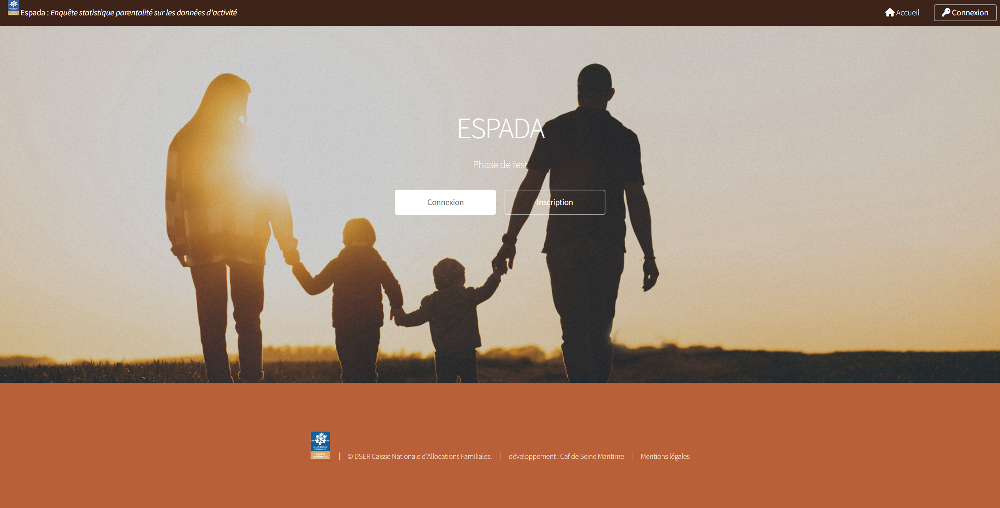 Espada : Enquête statistique parentalité sur les données d'activité
Accueil
Connexion
ESPADA
Phase de test
Connexion
Inscription
ALLOCATIONS
FAMILIALES
Caisse
nationale
© DSER Caisse Nationale d'Allocations Familiales.
développement : Caf de Seine Maritime
Mentions légales